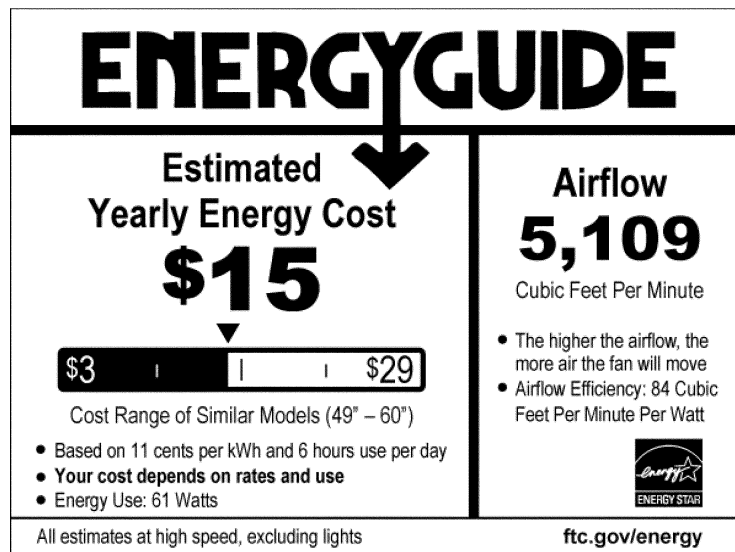 ENERGYGUIDE
Estimated
Yearly Energy Cost
$15
$3
$29
Cost Range of Similar Models (49” – 60”)
• Based on 11 cents per kWh and 6 hours use per day
• Your cost depends on rates and use
• Energy Use: 61 Watts
Airflow
5,109
Cubic Feet Per Minute
• The higher the airflow, the
more air the fan will move
• Airflow Efficiency: 84 Cubic
Feet Per Minute Per Watt
energy
ENERGY STAR
All estimates at high speed, excluding lights
ftc.gov/energy